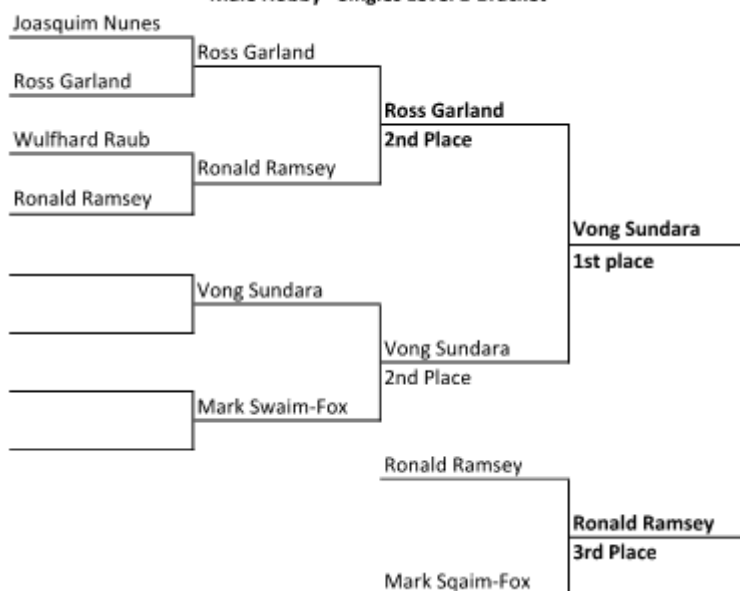 Joasquim Nunes
Ross Garland
Ross Garland
Ross Garland
2nd Place
Wulfhard Raub
Ronald Ramsey
Ronald Ramsey
Vong Sundara
1st place
Vong Sundara
Vong Sundara
2nd Place
Mark Swaim-Fox
Ronald Ramsey
Ronald Ramsey
3rd Place
Mark Sqaim-Fox